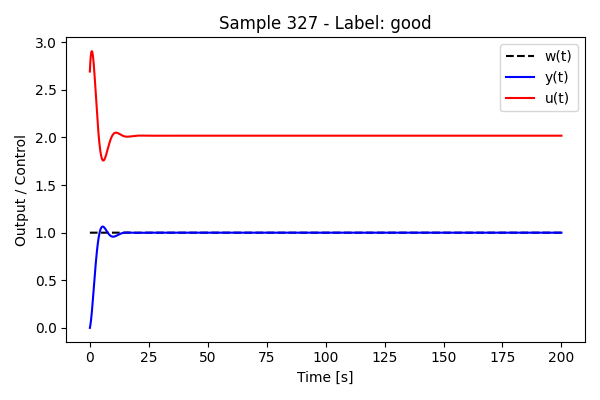 Sample 327 - Label: good
3.0
2.5
2.0
1.5
1.0
0.5
0.0
Output / Control
w(t)
y(t)
u(t)
0 25 50 75 100 125 150 175 200
Time [s]